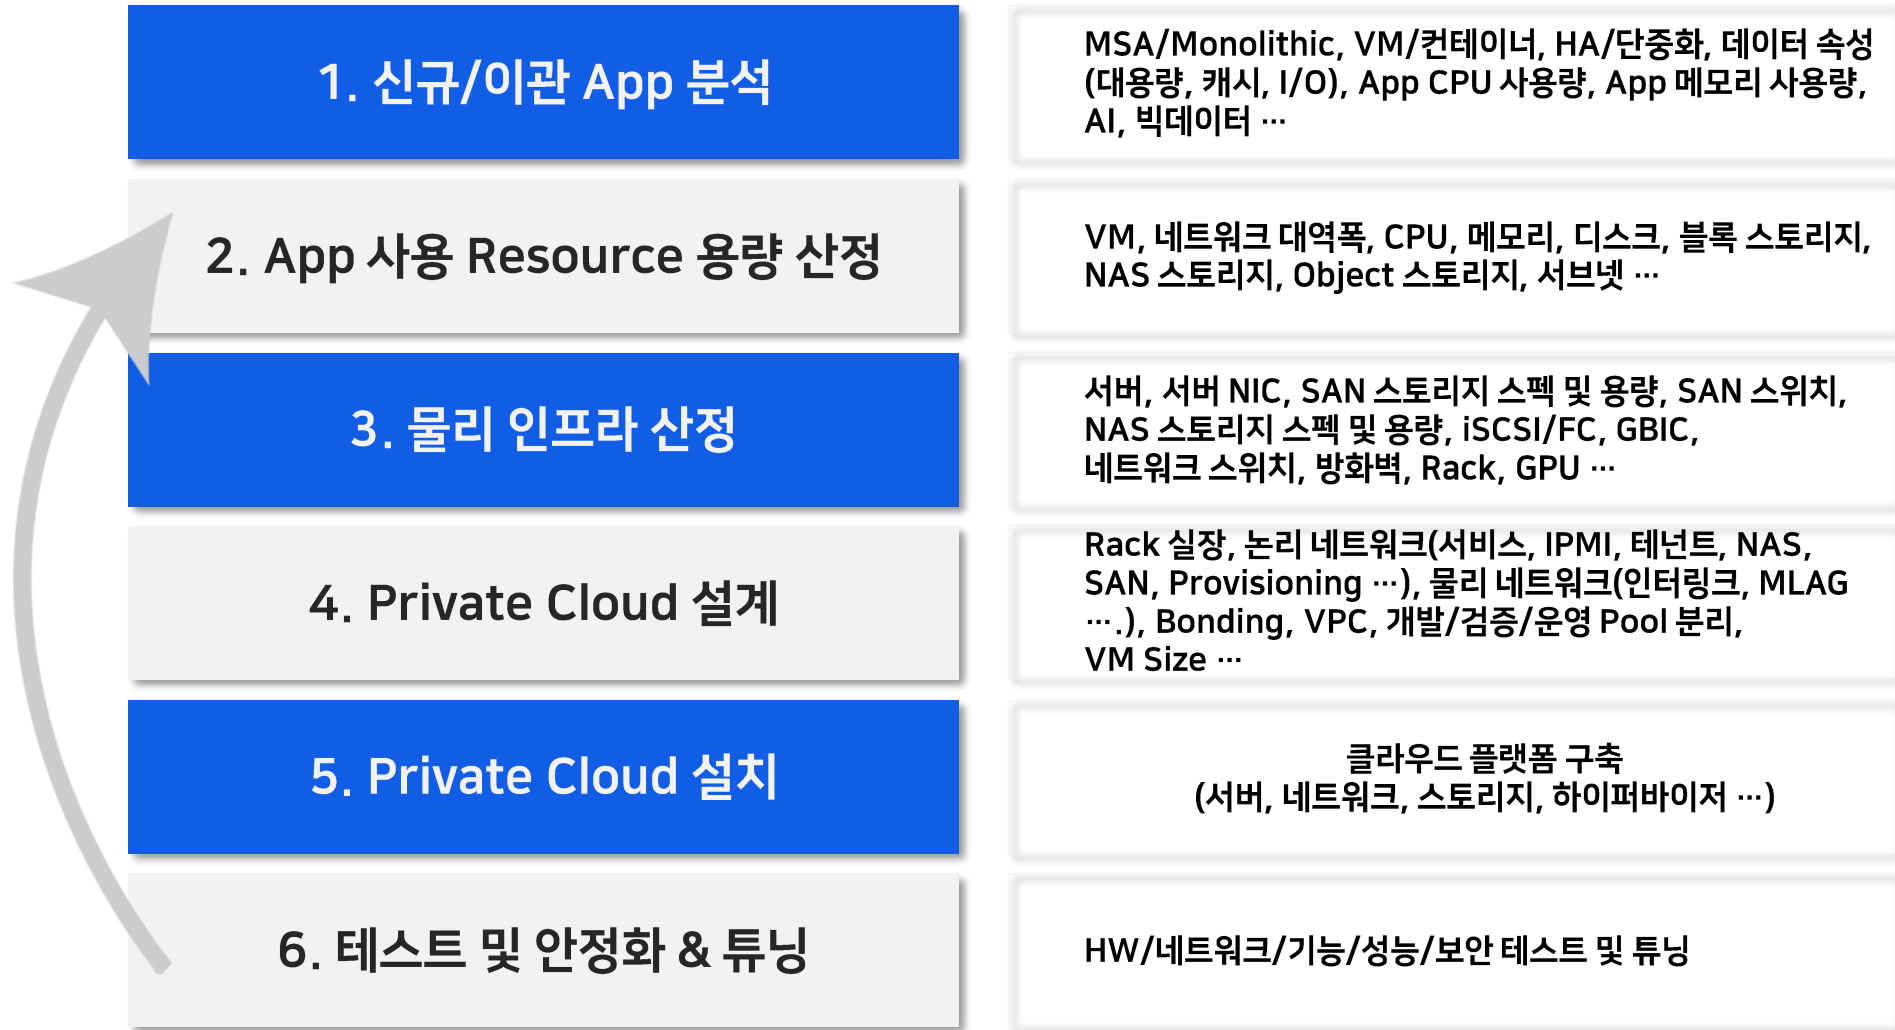 1. 신규/이관 App 분석
MSA/Monolithic, VM/컨테이너, HA/단중화, 데이터 속성
(대용량, 캐시, I/O), App CPU 사용량, App 메모리 사용량,
AI, 빅데이터 …
2. App 사용 Resource 용량 산정
VM, 네트워크 대역폭, CPU, 메모리, 디스크, 블록 스토리지,
NAS 스토리지, Object 스토리지, 서브넷 …
3. 물리 인프라 산정
서버, 서버 NIC, SAN 스토리지 스펙 및 용량, SAN 스위치,
NAS 스토리지 스펙 및 용량, iSCSI/FC, GBIC,
네트워크 스위치, 방화벽, Rack, GPU …
4. Private Cloud 설계
Rack 실장, 논리 네트워크(서비스, IPMI, 테넌트, NAS,
SAN, Provisioning …), 물리 네트워크(인터링크, MLAG
….), Bonding, VPC, 개발/검증/운영 Pool 분리,
VM Size …
5. Private Cloud 설치
클라우드 플랫폼 구축
(서버, 네트워크, 스토리지, 하이퍼바이저 …)
6. 테스트 및 안정화 & 튜닝
HW/네트워크/기능/성능/보안 테스트 및 튜닝